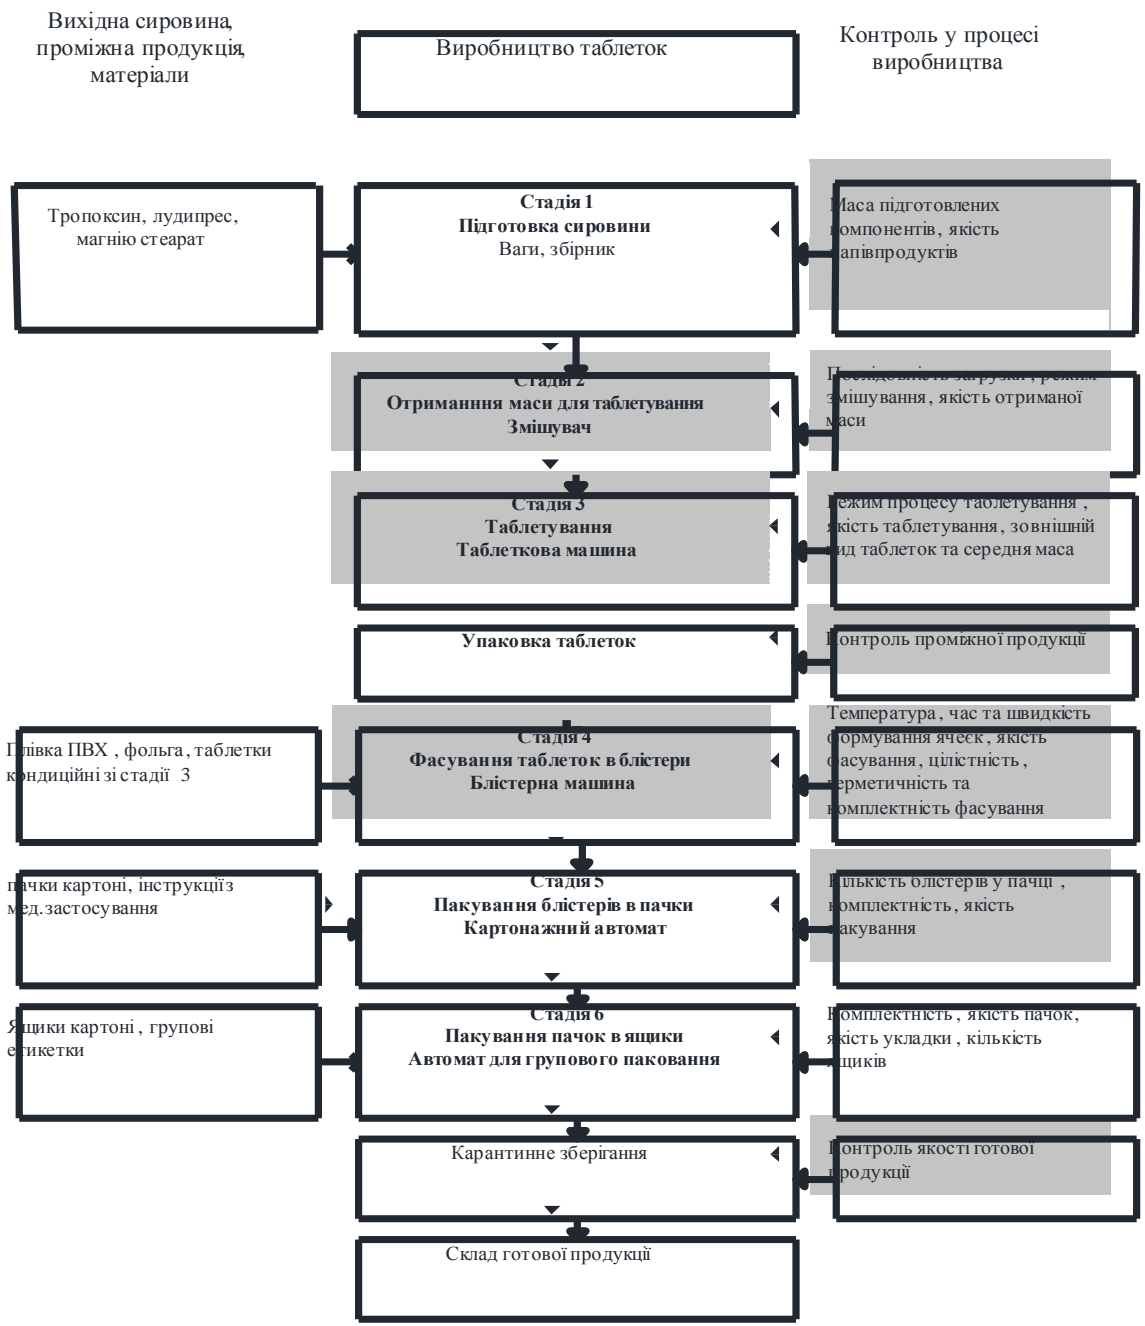 Вихідна сировина,
проміжна продукція,
матеріали
Виробництво таблеток
Контроль у процесі
виробництва
Тропоксин, лудипрес,
магнію стеарат
Стадія 1
Підготовка сировини
Ваги, збірник
Маса підготовлених
компонентів, якість
напівпродуктів
Стадія 2
Отриманння маси для таблетування
Змішувач
Послідовність загрузки, режим
змішування, якість отриманої
маси
Стадія 3
Таблетування
Таблеткова машина
Режим процесу таблетування,
якість таблетування, зовнішній
вид таблеток та середня маса
Упаковка таблеток
Контроль проміжної продукції
Плівка ПВХ, фольга, таблетки
кондиційні зі стадії 3
Стадія 4
Фасування таблеток в блістери
Блістерна машина
Температура, час та швидкість
формування ячеєк, якість
фасування, цілістність,
герметичність та
комплектність фасування
пачки картоні, інструкції з
мед.застосування
Стадія 5
Пакування блістерів в пачки
Картонажний автомат
Кількість блістерів у пачці,
комплектність, якість
пакування
Ящики картоні, групові
етикетки
Стадія 6
Пакування пачок в ящики
Автомат для групового паковання
Комплектність, якість пачок,
якість укладки, кількість
ящиків
Карантинне зберігання
Контроль якості готової
продукції
Склад готової продукції